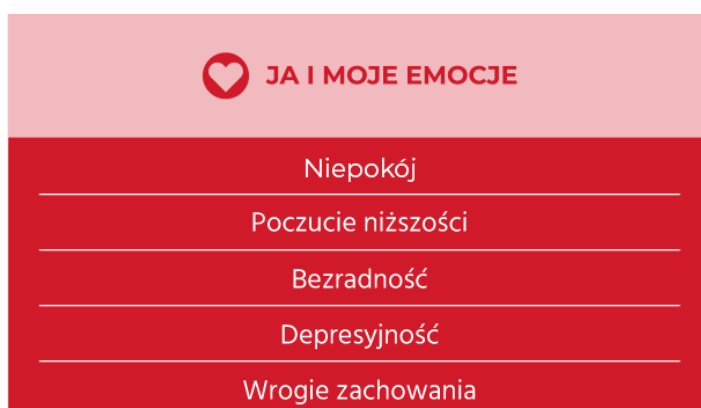 JA I MOJE EMOCJE
Niepokój
Poczucie niższości
Bezradność
Depresyjność
Wrogie zachowania